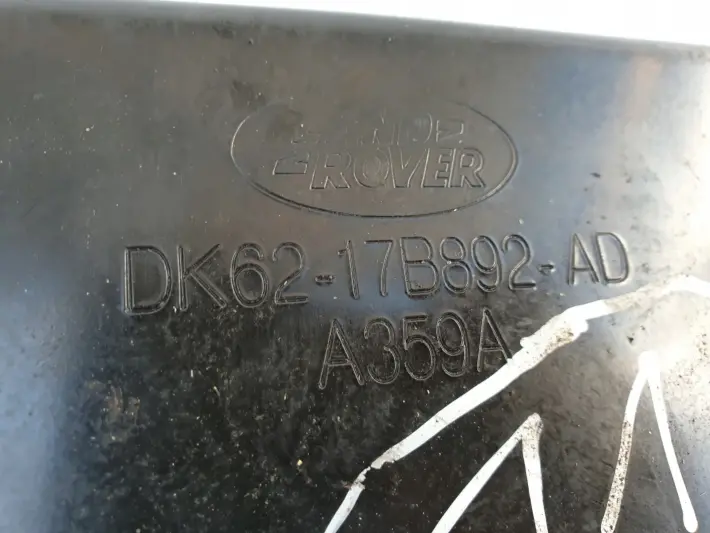 LAND
ROVER
DK62-17B892-AD
A359A